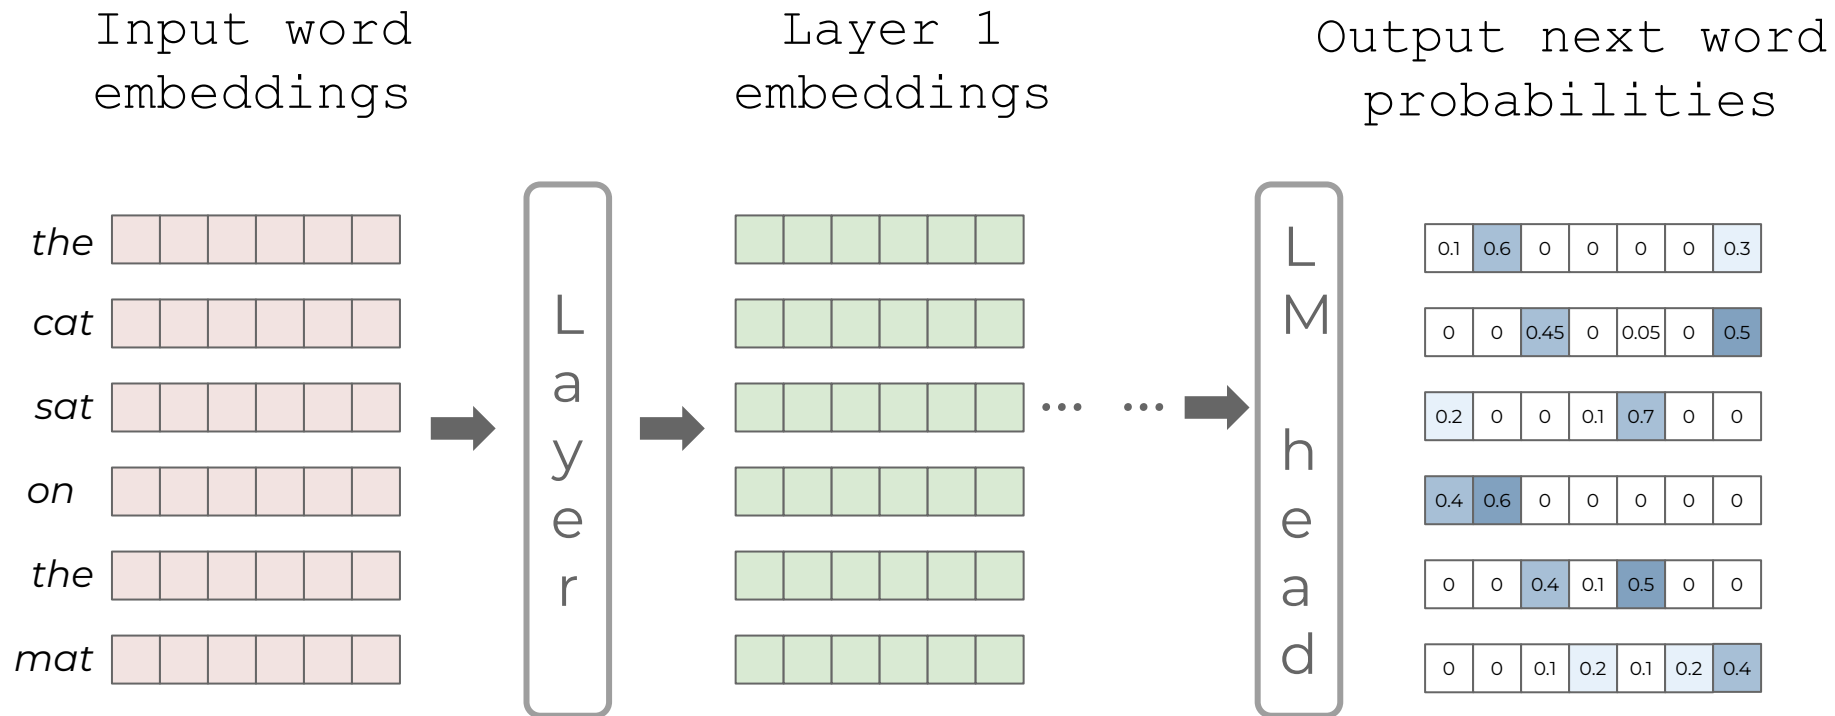 Input word
embeddings
Layer 1
embeddings
Output next word
probabilities
the
cat
sat
on
the
mat
Layer
... ...
LM head
0.1 0.6 0 0 0 0 0.3
0 0 0.45 0 0.05 0 0.5
0.2 0 0 0.1 0.7 0 0
0.4 0.6 0 0 0 0 0
0 0 0.4 0.1 0.5 0 0
0 0 0.1 0.2 0.1 0.2 0.4